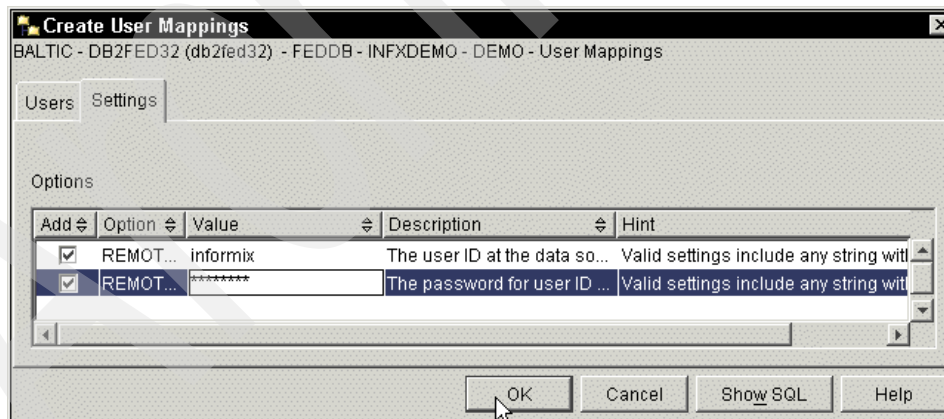 Create User Mappings
BALTIC - DB2FED32 (db2fed32) - FEDDB - INFXDEMO - DEMO - User Mappings
Users Settings
Options
Add Option Value Description Hint
REMOT... informix The user ID at the data so... Valid settings include any string witl
REMOT... ******** The password for user ID ... Valid settings include any string witl
OK Cancel Show SQL Help